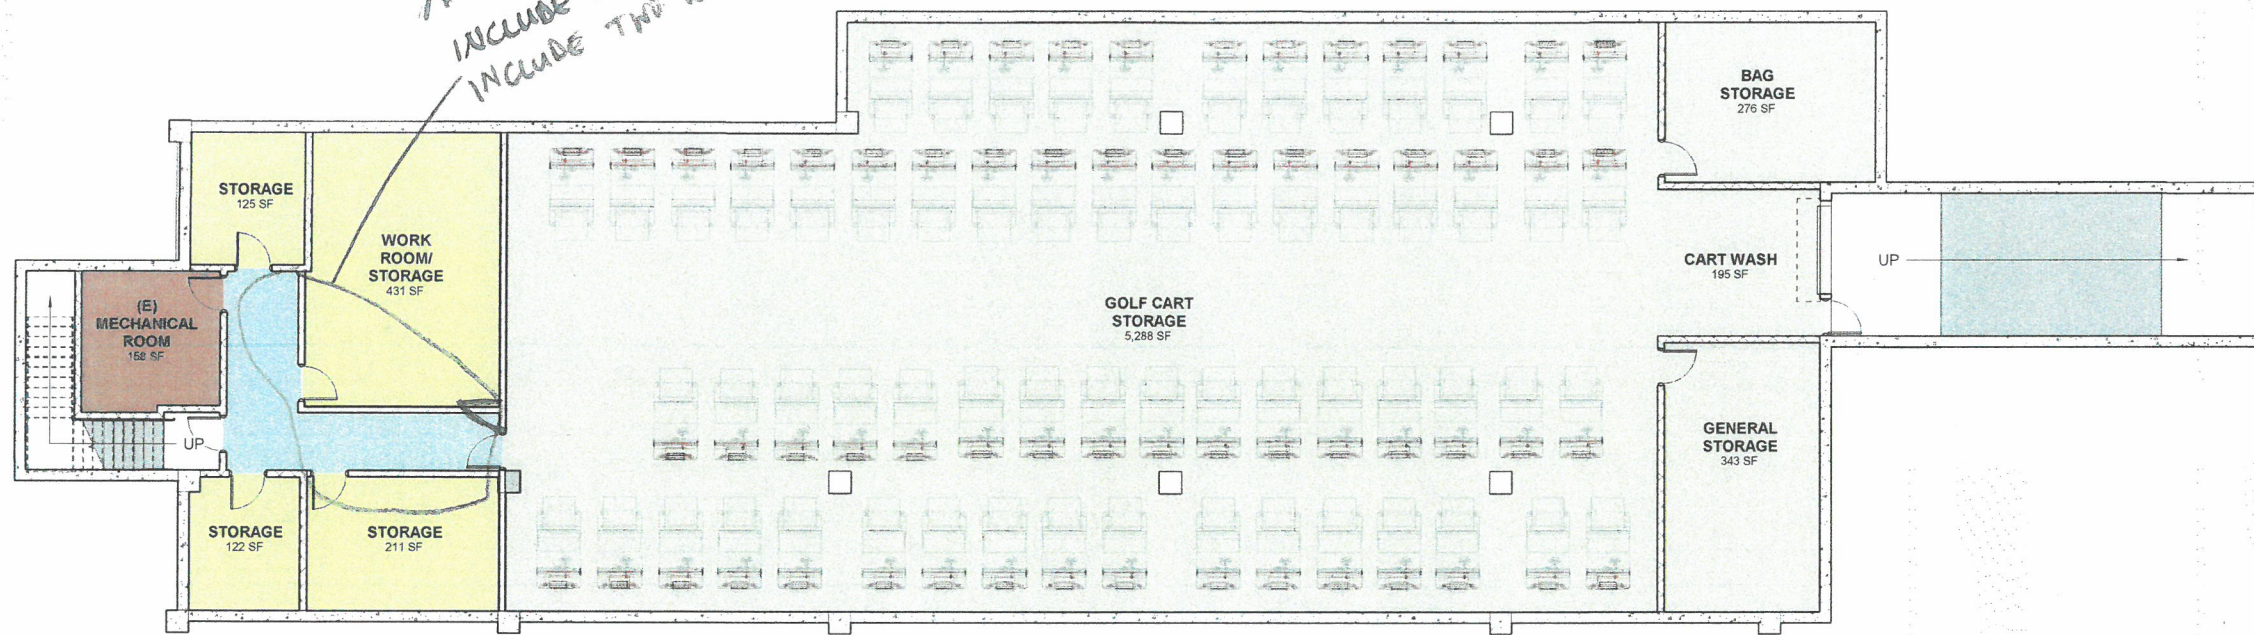 INCLUDE
INCLUDE THE
BAG
STORAGE
276 SF
STORAGE
125 SF
WORK
ROOM/
STORAGE
431 SF
CART WASH
195 SF
UP
(E)
MECHANICAL
ROOM
158 SF
GOLF CART
STORAGE
5,288 SF
UP
GENERAL
STORAGE
343 SF
STORAGE
122 SF
STORAGE
211 SF